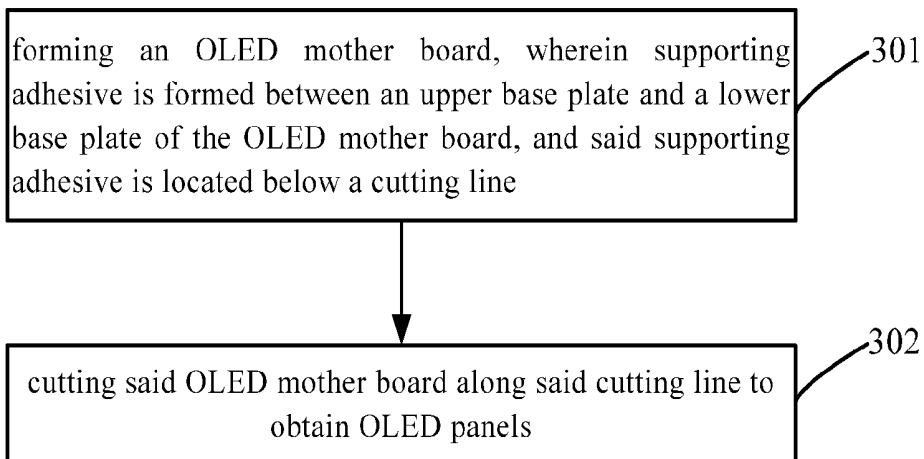 forming an OLED mother board, wherein supporting
adhesive is formed between an upper base plate and a lower
base plate of the OLED mother board, and said supporting
adhesive is located below a cutting line
301
cutting said OLED mother board along said cutting line to
obtain OLED panels
302